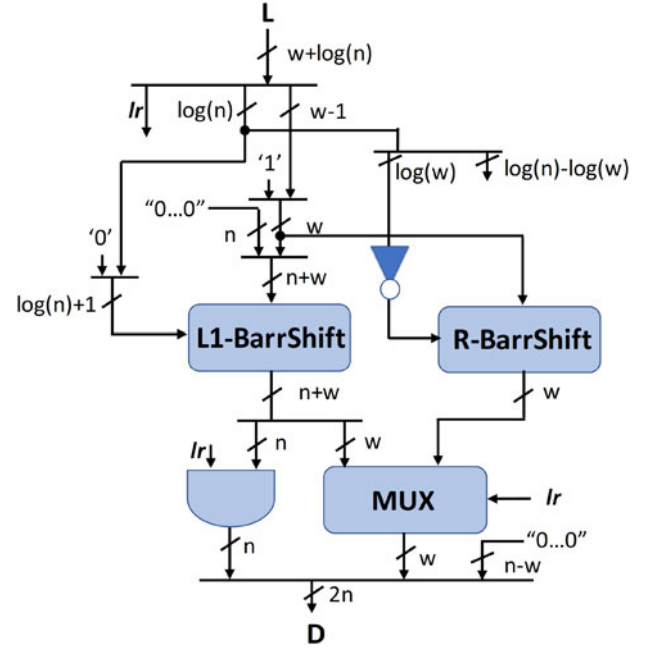 L
w+log(n)
lr
log(n)
w-1
log(w)
log(n)-log(w)
‘1’
“0...0”
n
w
‘0’
n+w
log(n)+1
L1-BarrShift
R-BarrShift
n+w
w
lr
n
w
MUX
lr
n
w
“0...0”
n-w
2n
D